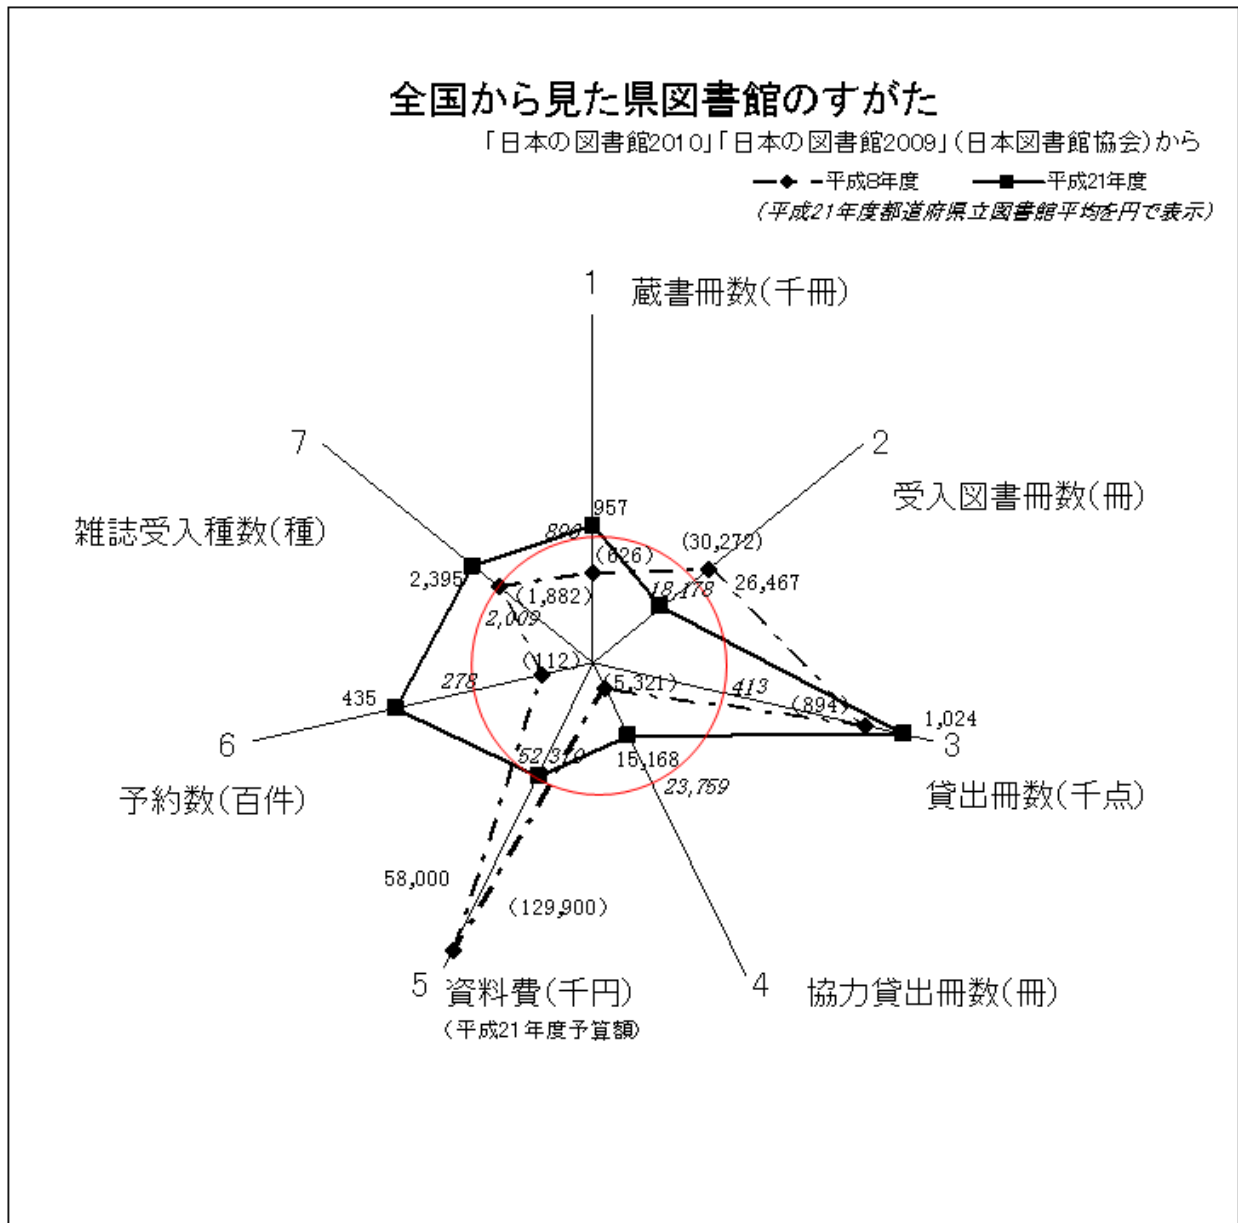 全国から見た県図書館のすがた
「日本の図書館2010」「日本の図書館2009」（日本図書館協会）から
平成8年度 平成21年度
（平成21年度都道府県立図書館平均を円で表示）
1 蔵書冊数(千冊)
7
2
受入図書冊数(冊)
雑誌受入種数(種)
957
(626)
(30,272)
26,467
2,395
(1,882)
18,178
2,009
(112)
278
435
(5,321)
413
(894)
1,024
3
6
15,168
23,759
予約数(百件)
貸出冊数(千点)
58,000
(129,900)
5 資料費(千円)
(平成21年度予算額)
4 協力貸出冊数(冊)